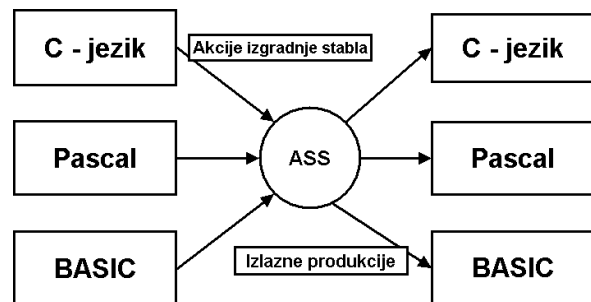 C - jezik
Akcije izgradnje stabla
C - jezik
Pascal
ASS
Pascal
BASIC
Izlazne produkcije
BASIC